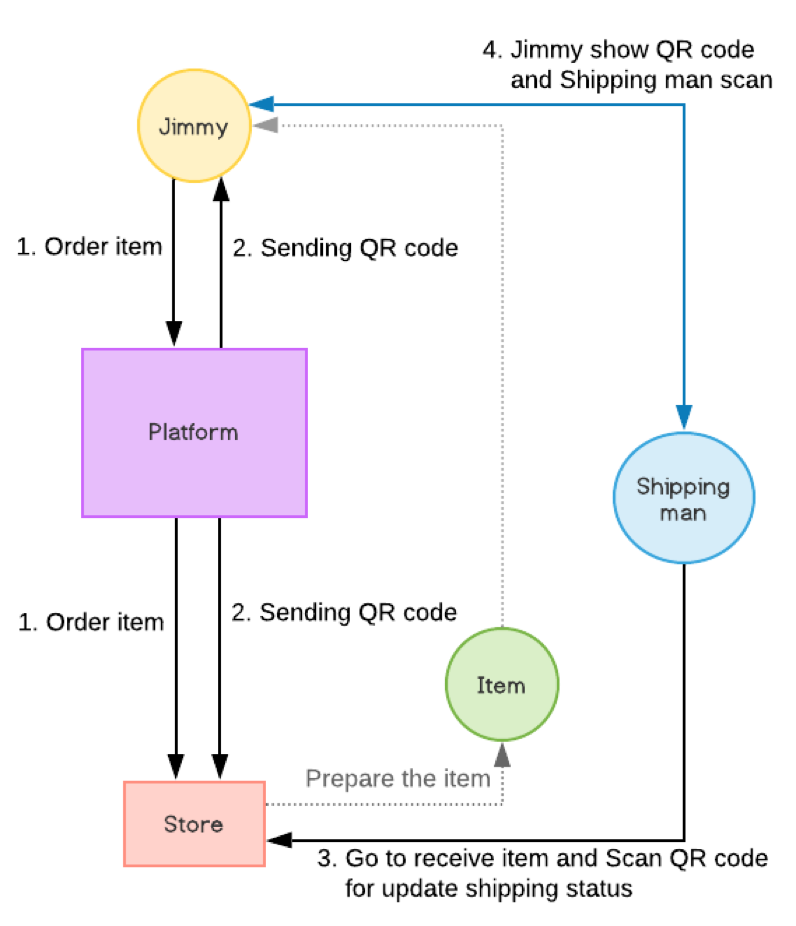 4. Jimmy show QR code
and Shipping man scan
Jimmy
1. Order item
2. Sending QR code
Platform
Shipping
man
1. Order item
2. Sending QR code
Item
Prepare the item
Store
3. Go to receive item and Scan QR code
for update shipping status